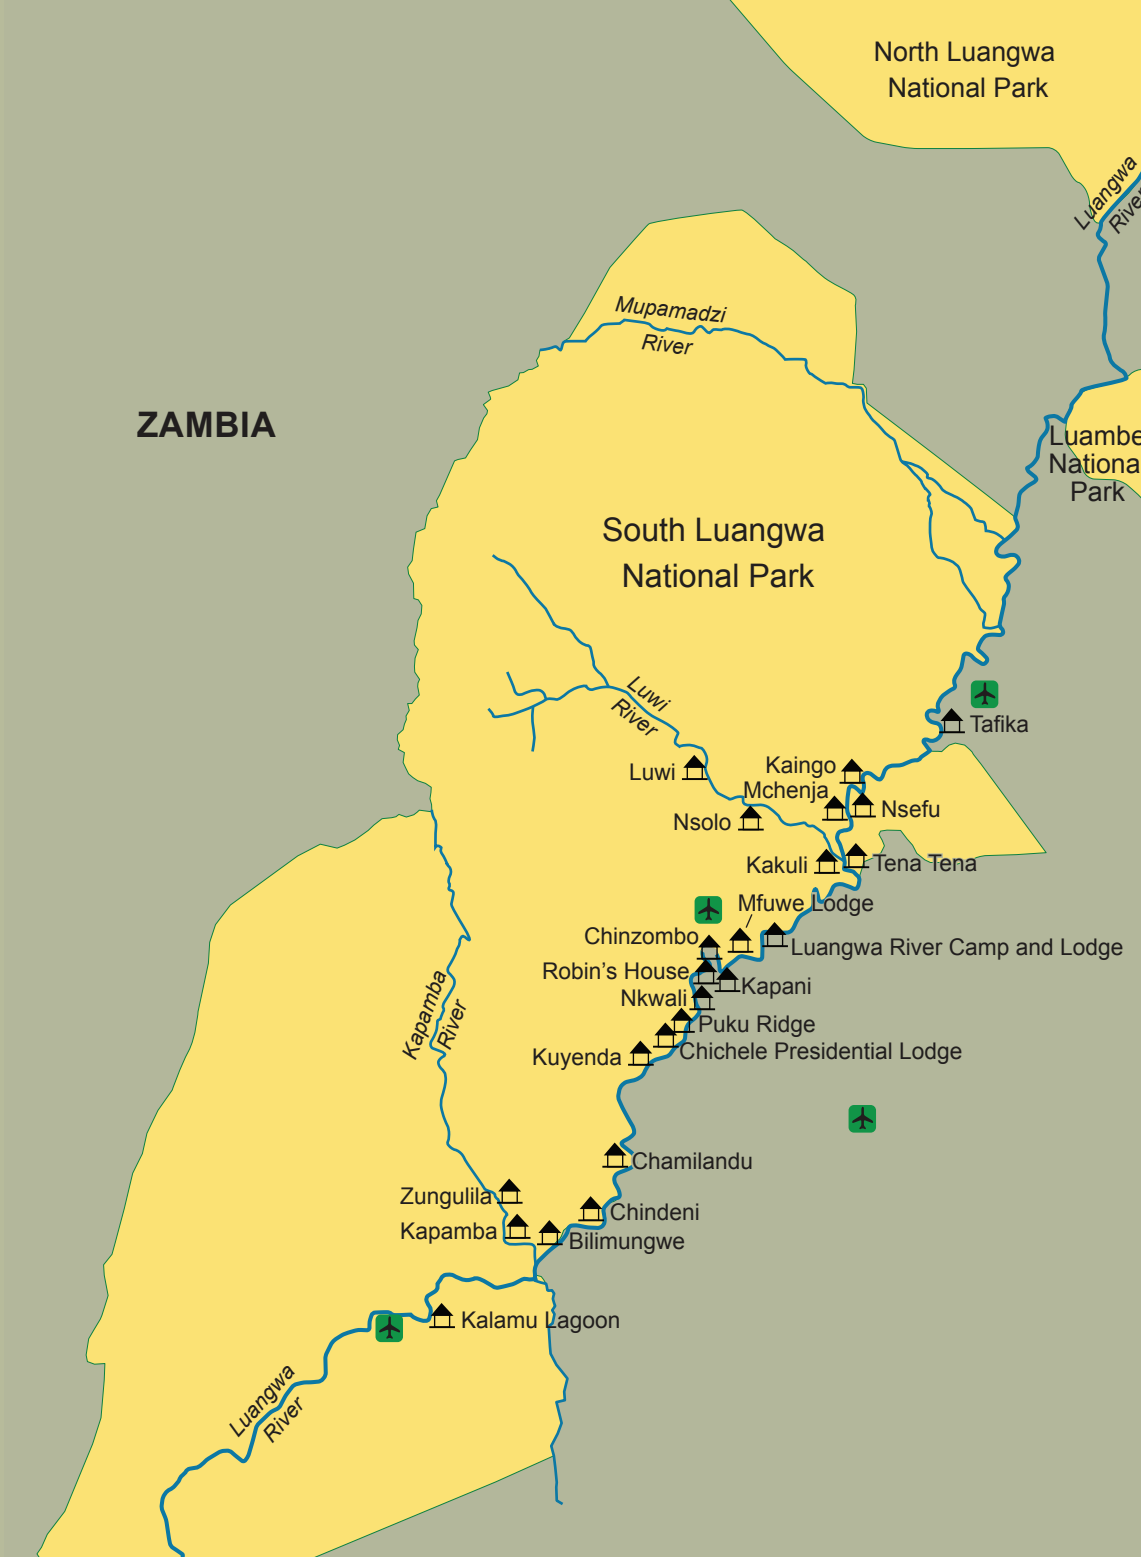 North Luangwa
National Park
Luangwa
River
Mupamadzi
River
ZAMBIA
Luambe
Nationa
Park
South Luangwa
National Park
Luwi
River
Tafika
Luwi
Kaingo
Mchenja
Nsefu
Nsolo
Kakuli
Tena Tena
Mfuwe Lodge
Chinzombo
Luangwa River Camp and Lodge
Robin's House
Kapani
Nkwali
Puku Ridge
Chichele Presidential Lodge
Kuyenda
Kapamba
River
Chamilandu
Zungulila
Chindeni
Kapamba
Bilimungwe
Kalamu Lagoon
Luangwa
River